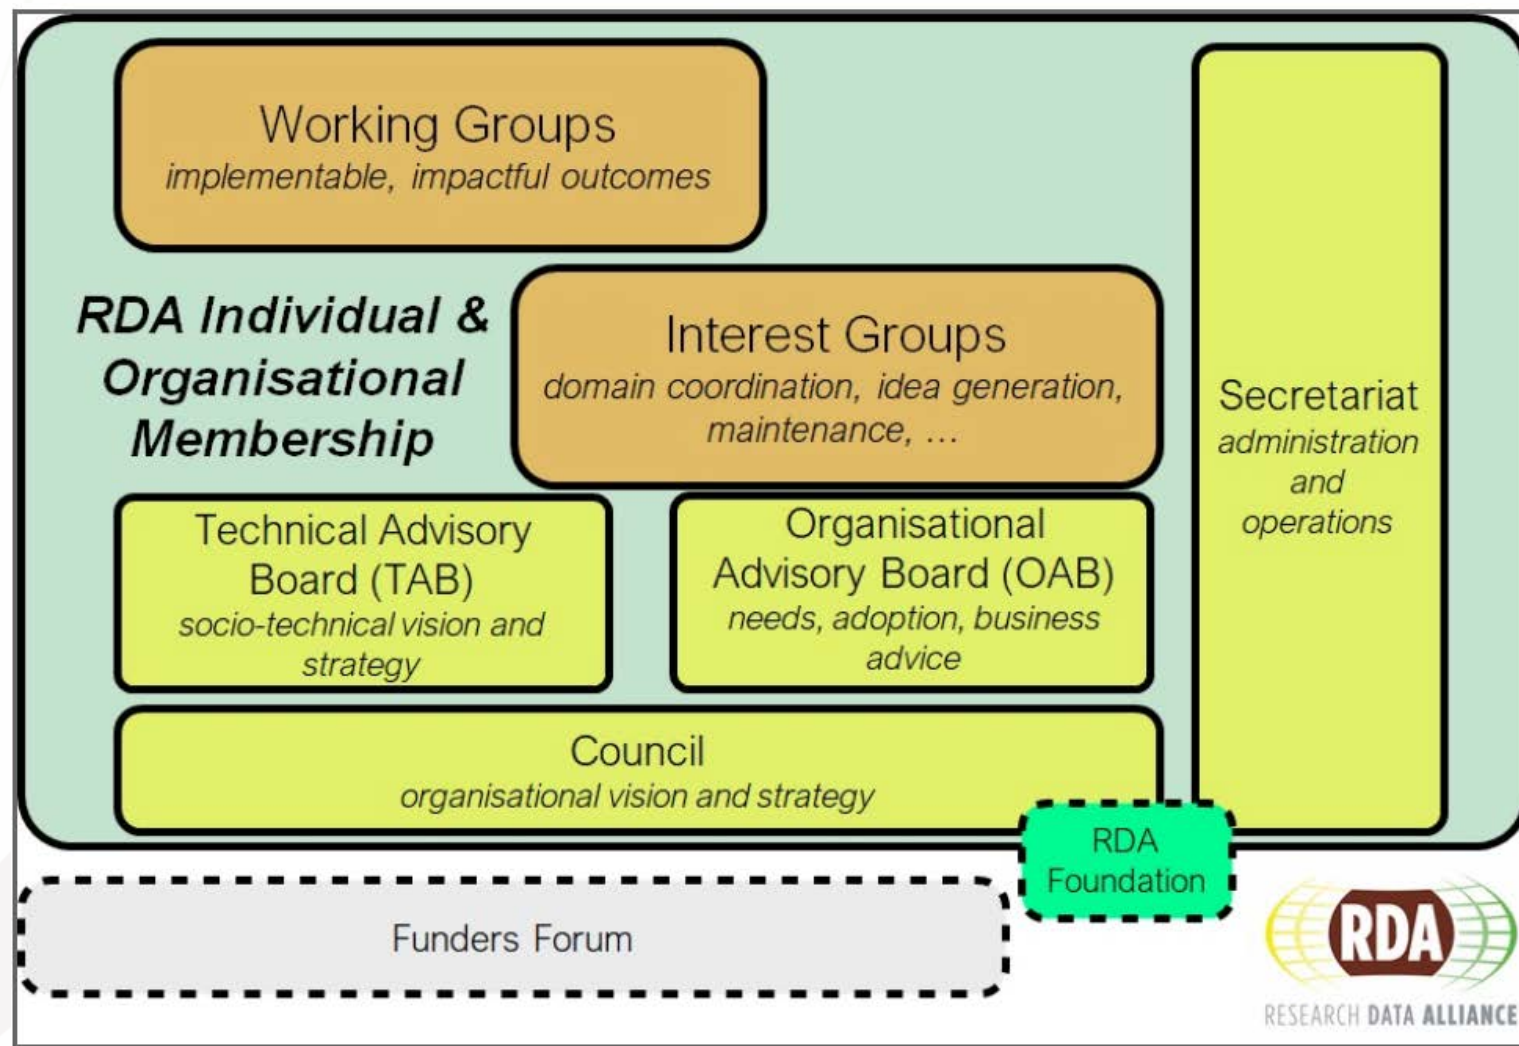 Working Groups
implementable, impactful outcomes
RDA Individual &
Organisational
Membership
Interest Groups
domain coordination, idea generation,
maintenance, …
Secretariat
administration
and
operations
Technical Advisory
Board (TAB)
socio-technical vision and
strategy
Organisational
Advisory Board (OAB)
needs, adoption, business
advice
Council
organisational vision and strategy
RDA
Foundation
Funders Forum
RDA
RESEARCH DATA ALLIANCE